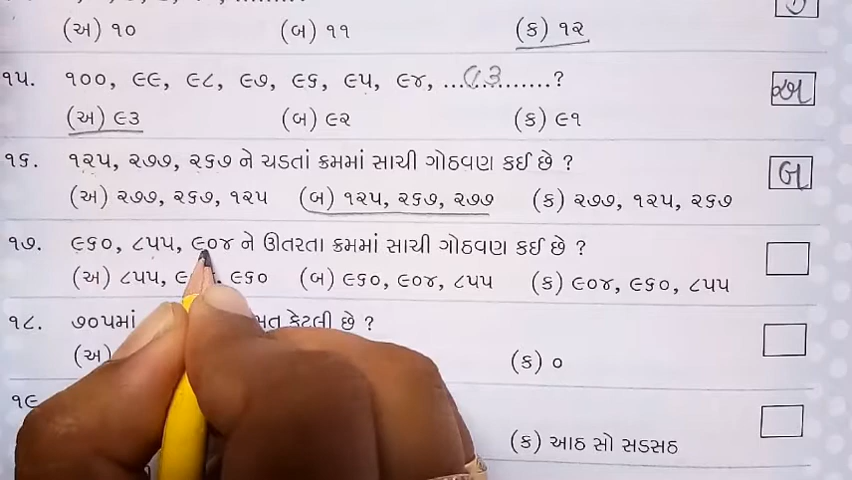 (અ) ૧૦ (બ) ૧૧ (ક) ૧૨
૧૫. ૧૦૦, ૯૯, ૯૮, ૯૭, ૯૬, ૯૫, ૯૪, ...૯૩...? અ
(અ) ૯૩ (બ) ૯૨ (ક) ૯૧
૧૬. ૧૨૫, ૨૭૭, ૨૬૭ ને ચડતાં ક્રમમાં સાચી ગોઠવણ કઈ છે ? બ
(અ) ૨૭૭, ૨૬૭, ૧૨૫ (બ) ૧૨૫, ૨૬૭, ૨૭૭ (ક) ૨૭૭, ૧૨૫, ૨૬૭
૧૭. ૯૬૦, ૮૫૫, ૯૦૪ ને ઊતરતા ક્રમમાં સાચી ગોઠવણ કઈ છે ?
(અ) ૮૫૫, ૯૬૦ (બ) ૯૬૦, ૯૦૪, ૮૫૫ (ક) ૯૦૪, ૯૬૦, ૮૫૫
૧૮. ૭૦૫માં કેટલી છે ?
(અ) (ક) ૦
૧૯
(ક) આઠ સો સડસઠ